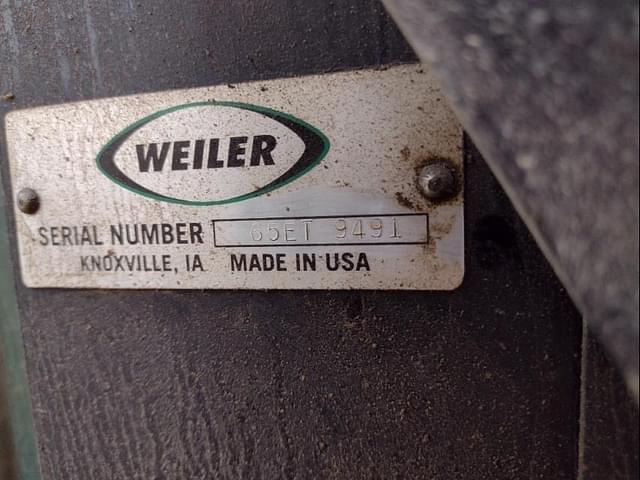 WEILER
SERIAL NUMBER 65ET 9491
KNOXVILLE, IA MADE IN USA